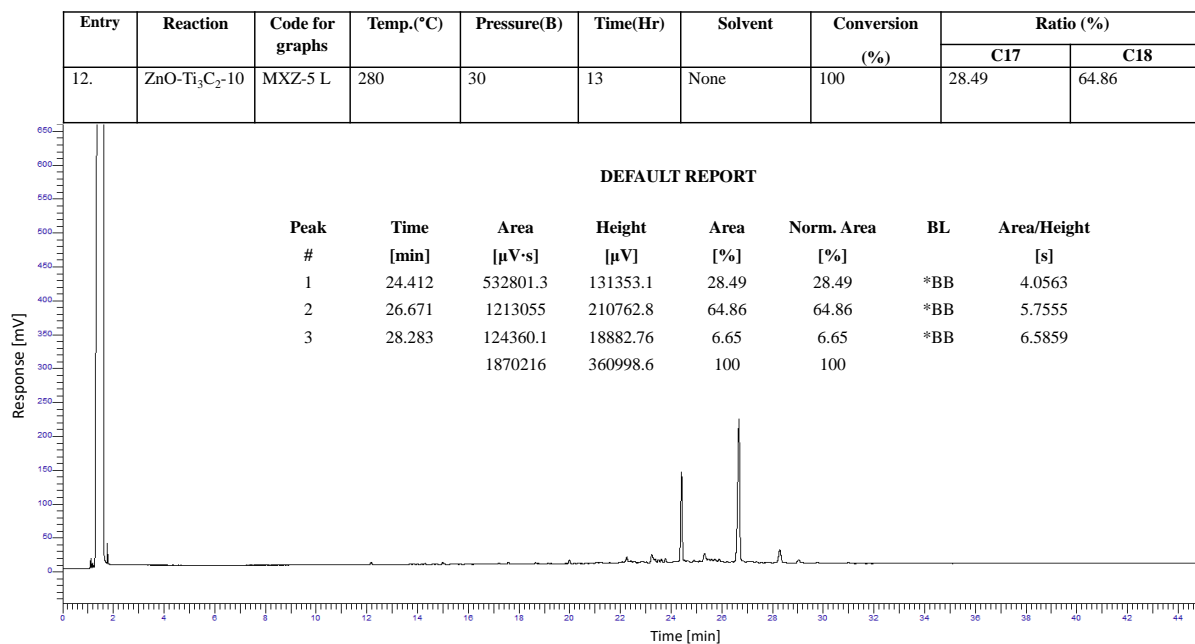 Entry Reaction Code for graphs Temp.(°C) Pressure(B) Time(Hr) Solvent Conversion (%) Ratio (%)
C17 C18
12. ZnO-Ti₃C₂-10 MXZ-5 L 280 30 13 None 100 28.49 64.86
DEFAULT REPORT
Peak Time Area Height Area Norm. Area BL Area/Height
# [min] [µV·s] [µV] [%] [%] [s]
1 24.412 532801.3 131353.1 28.49 28.49 *BB 4.0563
2 26.671 1213055 210762.8 64.86 64.86 *BB 5.7555
3 28.283 124360.1 18882.76 6.65 6.65 *BB 6.5859
1870216 360998.6 100 100
Response [mV]
650
600
550
500
450
400
350
300
250
200
150
100
50
0
0 2 4 6 8 10 12 14 16 18 20 22 24 26 28 30 32 34 36 38 40 42 44
Time [min]